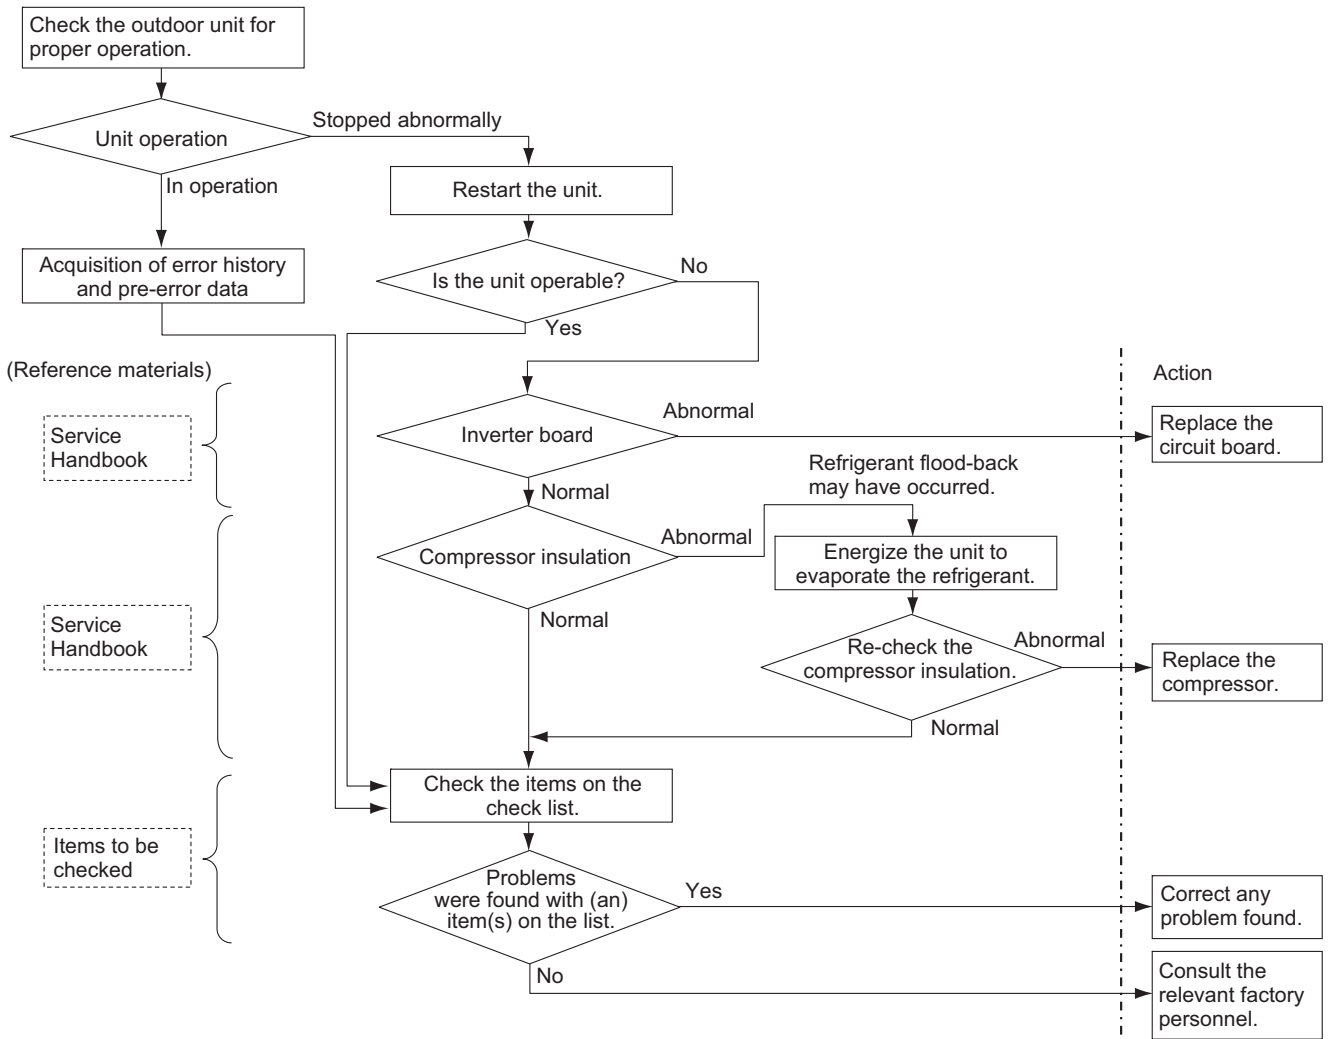 Check the outdoor unit for
proper operation.
Stopped abnormally
Unit operation
In operation
Restart the unit.
Acquisition of error history
and pre-error data
No
Is the unit operable?
Yes
(Reference materials)
Action
Service
Handbook
Abnormal
Inverter board
Replace the
circuit board.
Normal
Refrigerant flood-back
may have occurred.
Abnormal
Compressor insulation
Energize the unit to
evaporate the refrigerant.
Normal
Service
Handbook
Abnormal
Re-check the
compressor insulation.
Replace the
compressor.
Normal
Check the items on the
check list.
Items to be
checked
Problems
were found with (an)
item(s) on the list.
Yes
Correct any
problem found.
No
Consult the
relevant factory
personnel.